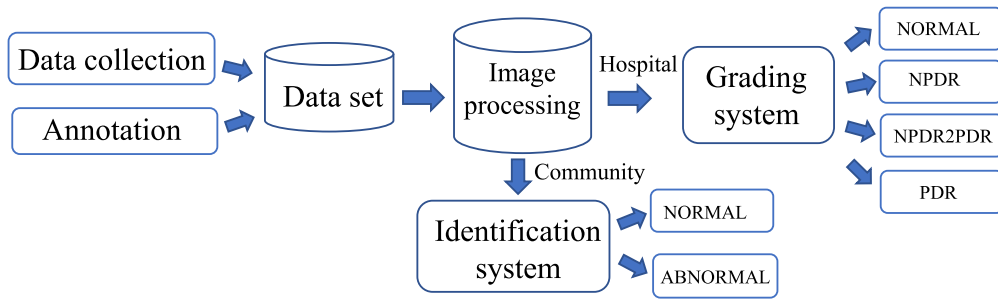 Data collection
Annotation
Data set
Image
processing
Hospital
Grading
system
NORMAL
NPDR
NPDR2PDR
PDR
Community
Identification
system
NORMAL
ABNORMAL